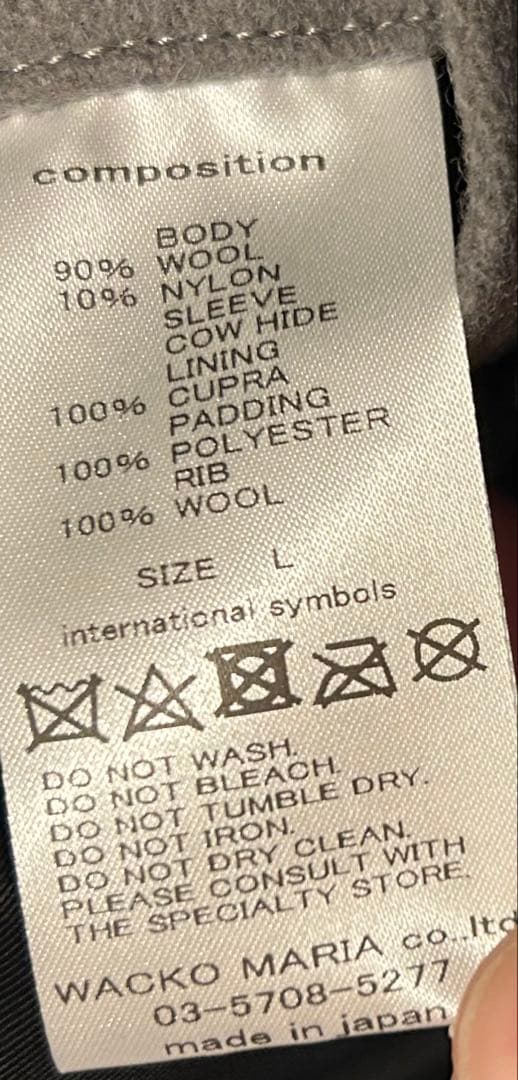 composition
BODY
90% WOOL
10% NYLON
SLEEVE
COW HIDE
LINING
100% CUPRA
PADDING
100% POLYESTER
RIB
100% WOOL
SIZE L
international symbols
DO NOT WASH.
DO NOT BLEACH.
DO NOT TUMBLE DRY.
DO NOT IRON.
DO NOT DRY CLEAN.
PLEASE CONSULT WITH
THE SPECIALTY STORE.
WACKO MARIA co.,ltd
03-5708-5277
made in japan